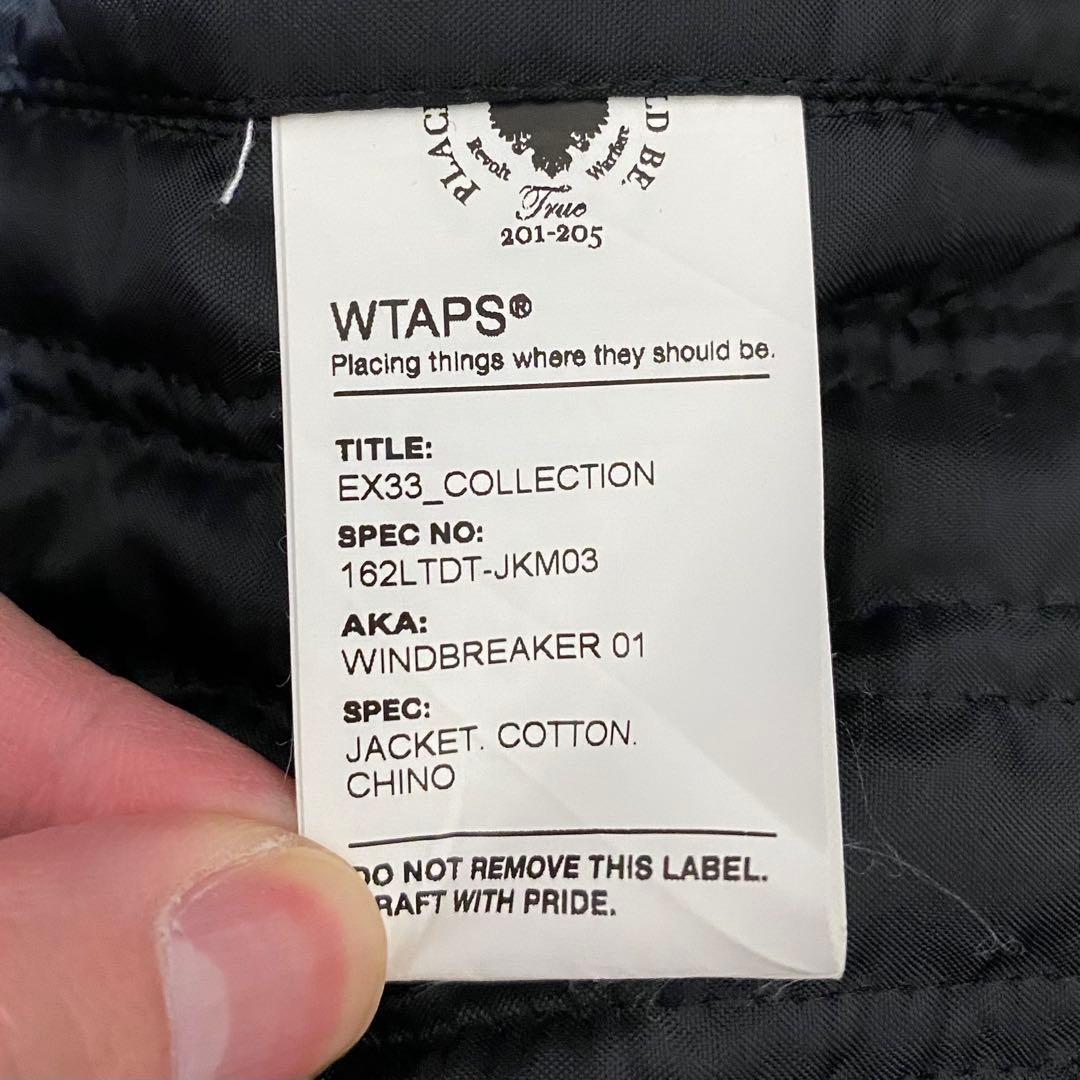 PLAC LD BE.
Revolt Warfare
True
201-205
WTAPS®
Placing things where they should be.
TITLE:
EX33_COLLECTION
SPEC NO:
162LTDT-JKM03
AKA:
WINDBREAKER 01
SPEC:
JACKET. COTTON.
CHINO
DO NOT REMOVE THIS LABEL.
RAFT WITH PRIDE.